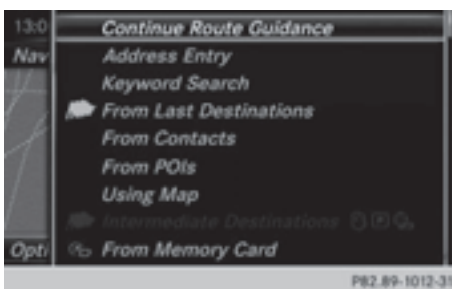 13:0
Continue Route Guidance
Nav
Address Entry
Keyword Search
From Last Destinations
From Contacts
From POIs
Using Map
Intermediate Destinations
Opti
From Memory Card
P82.89-1012-31